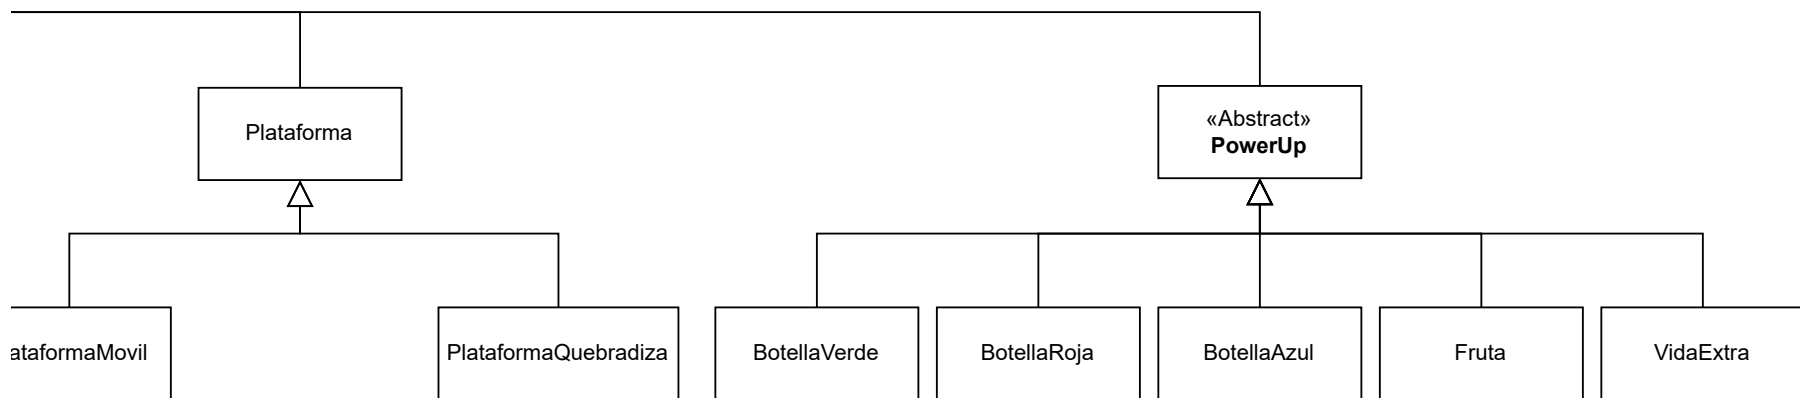 Plataforma
«Abstract»
PowerUp
ataformaMovil
PlataformaQuebradiza
BotellaVerde
BotellaRoja
BotellaAzul
Fruta
VidaExtra